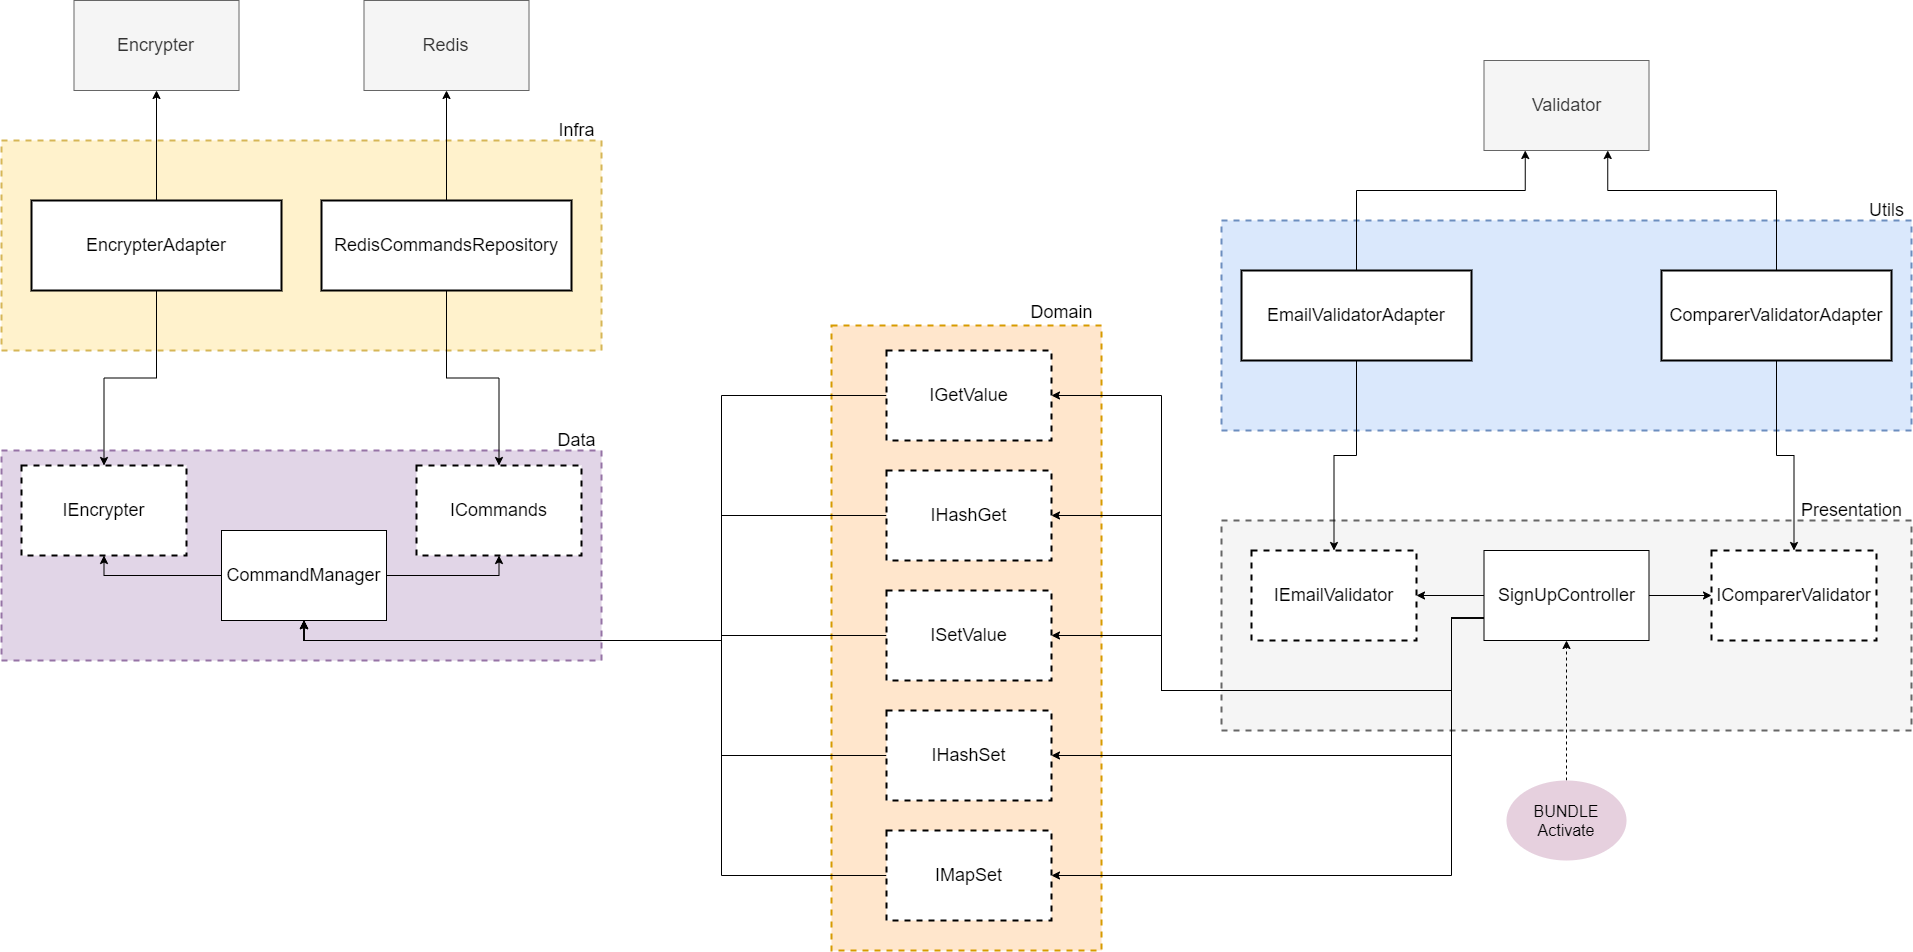 Encrypter
Redis
Validator
Infra
EncrypterAdapter
RedisCommandsRepository
Utils
EmailValidatorAdapter
ComparerValidatorAdapter
Domain
IGetValue
IHashGet
ISetValue
IHashSet
IMapSet
Data
IEncrypter
ICommands
CommandManager
Presentation
IEmailValidator
SignUpController
IComparerValidator
BUNDLE
Activate